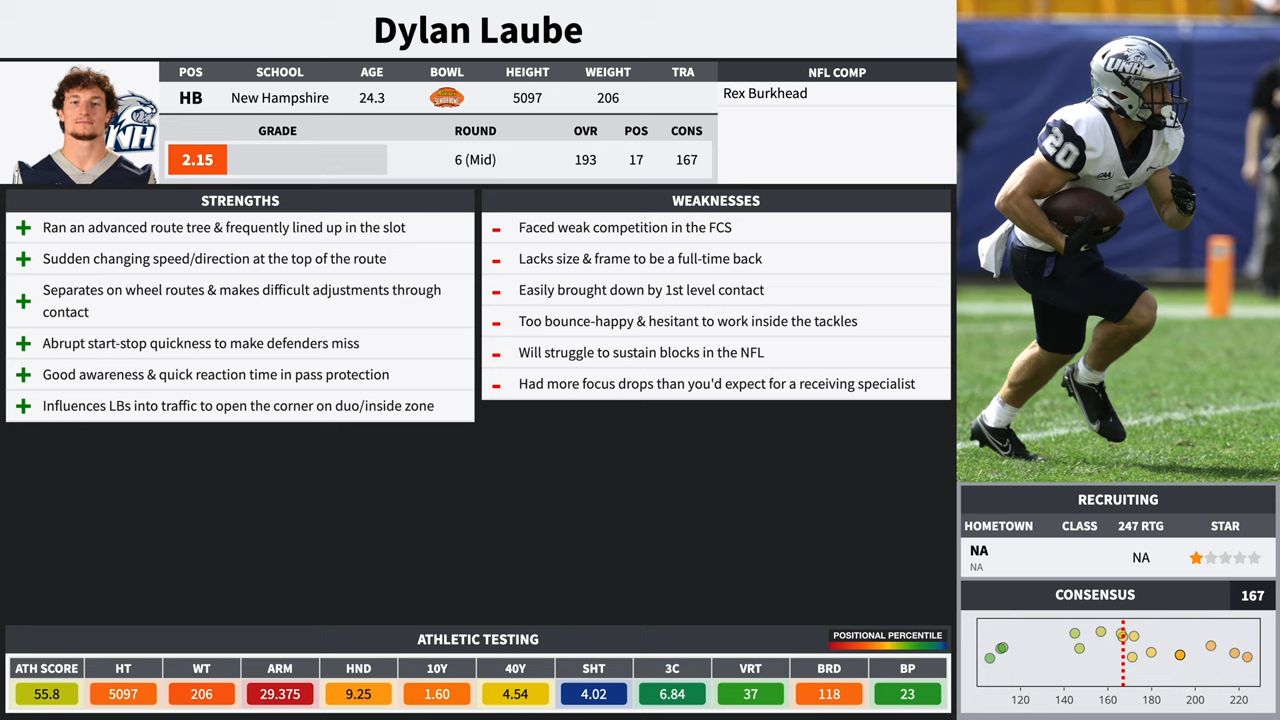 Dylan Laube
POS SCHOOL AGE BOWL HEIGHT WEIGHT TRA
HB New Hampshire 24.3 5097 206
GRADE ROUND OVR POS CONS
2.15 6 (Mid) 193 17 167
NFL COMP
Rex Burkhead
STRENGTHS
Ran an advanced route tree & frequently lined up in the slot
Sudden changing speed/direction at the top of the route
Separates on wheel routes & makes difficult adjustments through
contact
Abrupt start-stop quickness to make defenders miss
Good awareness & quick reaction time in pass protection
Influences LBs into traffic to open the corner on duo/inside zone
WEAKNESSES
Faced weak competition in the FCS
Lacks size & frame to be a full-time back
Easily brought down by 1st level contact
Too bounce-happy & hesitant to work inside the tackles
Will struggle to sustain blocks in the NFL
Had more focus drops than you'd expect for a receiving specialist
UNH
20
CAA
NH
RECRUITING
HOMETOWN CLASS 247 RTG STAR
NA NA
NA
CONSENSUS 167
120 140 160 180 200 220
ATHLETIC TESTING
POSITIONAL PERCENTILE
ATH SCORE HT WT ARM HND 10Y 40Y SHT 3C VRT BRD BP
55.8 5097 206 29.375 9.25 1.60 4.54 4.02 6.84 37 118 23